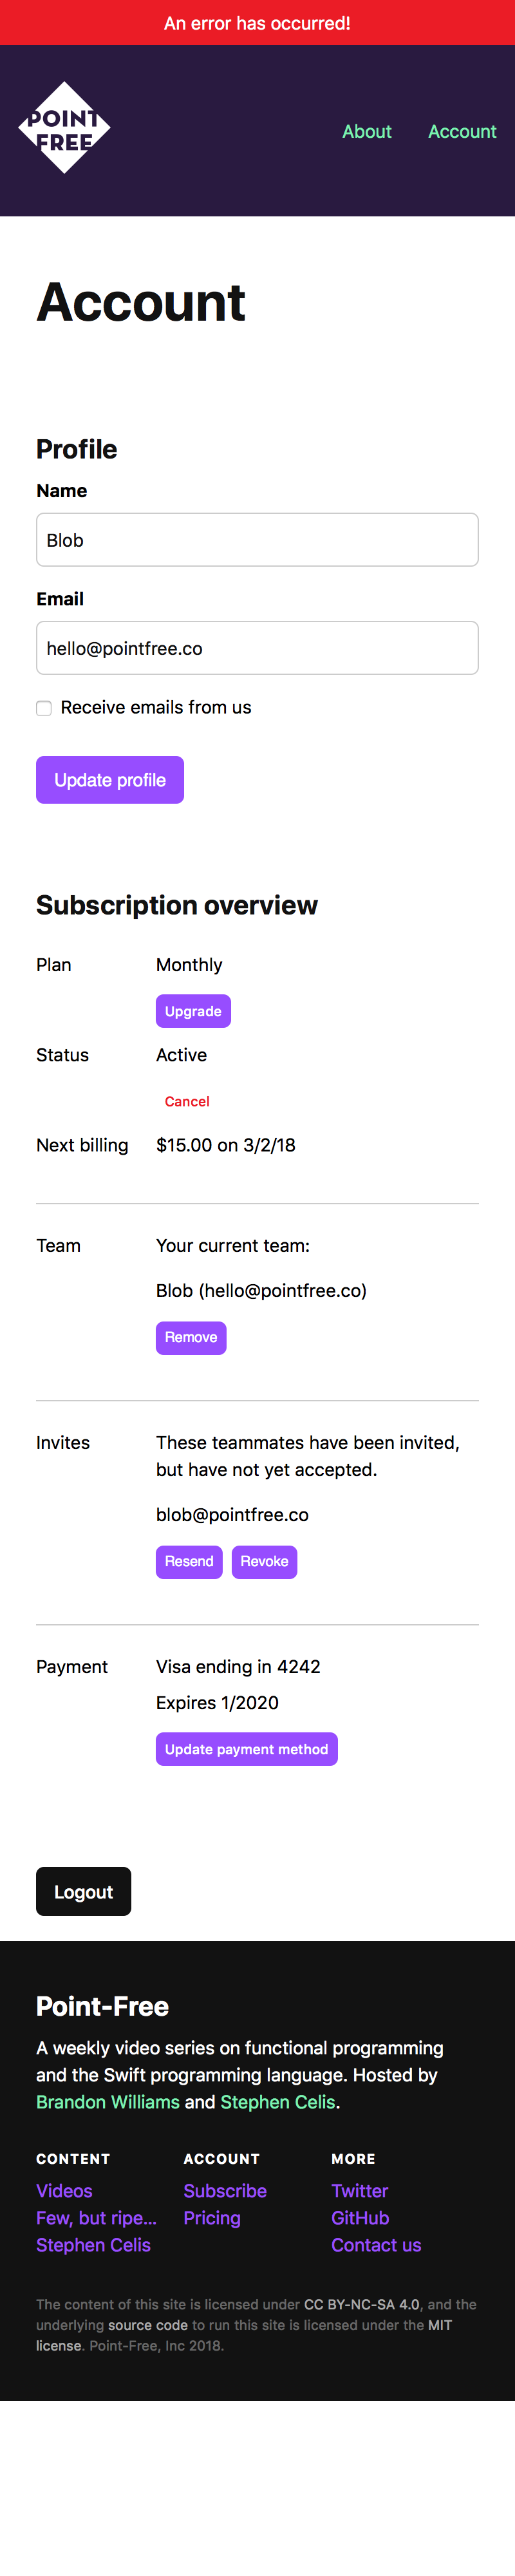 An error has occurred!
POINT
FREE
About
Account
Account
Profile
Name
Blob
Email
hello@pointfree.co
Receive emails from us
Update profile
Subscription overview
Plan
Monthly
Upgrade
Status
Active
Cancel
Next billing
$15.00 on 3/2/18
Team
Your current team:
Blob (hello@pointfree.co)
Remove
Invites
These teammates have been invited,
but have not yet accepted.
blob@pointfree.co
Resend
Revoke
Payment
Visa ending in 4242
Expires 1/2020
Update payment method
Logout
Point-Free
A weekly video series on functional programming
and the Swift programming language. Hosted by
Brandon Williams and Stephen Celis.
CONTENT
Videos
Few, but ripe...
Stephen Celis
ACCOUNT
Subscribe
Pricing
MORE
Twitter
GitHub
Contact us
The content of this site is licensed under CC BY-NC-SA 4.0, and the
underlying source code to run this site is licensed under the MIT
license. Point-Free, Inc 2018.